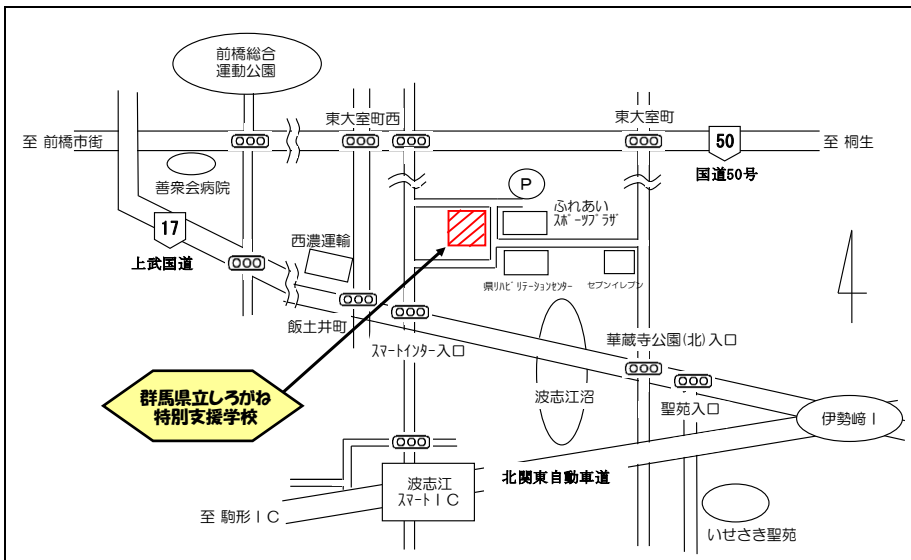 前橋総合
運動公園
東大室町西
東大室町
至 前橋市街
50
至 桐生
国道50号
善衆会病院
P
ふれあい
ｽﾎﾟｰﾂﾌﾟﾗｻﾞ
17
上武国道
西濃運輸
県ﾘﾊﾋﾞﾘﾃｰｼｮﾝｾﾝﾀｰ
セブンイレブン
飯土井町
ｽﾏｰﾄｲﾝﾀｰ入口
華蔵寺公園(北)入口
群馬県立しろがね
特別支援学校
波志江沼
聖苑入口
伊勢﨑Ｉ
北関東自動車道
波志江
ｽﾏｰﾄＩＣ
至 駒形ＩＣ
いせさき聖苑